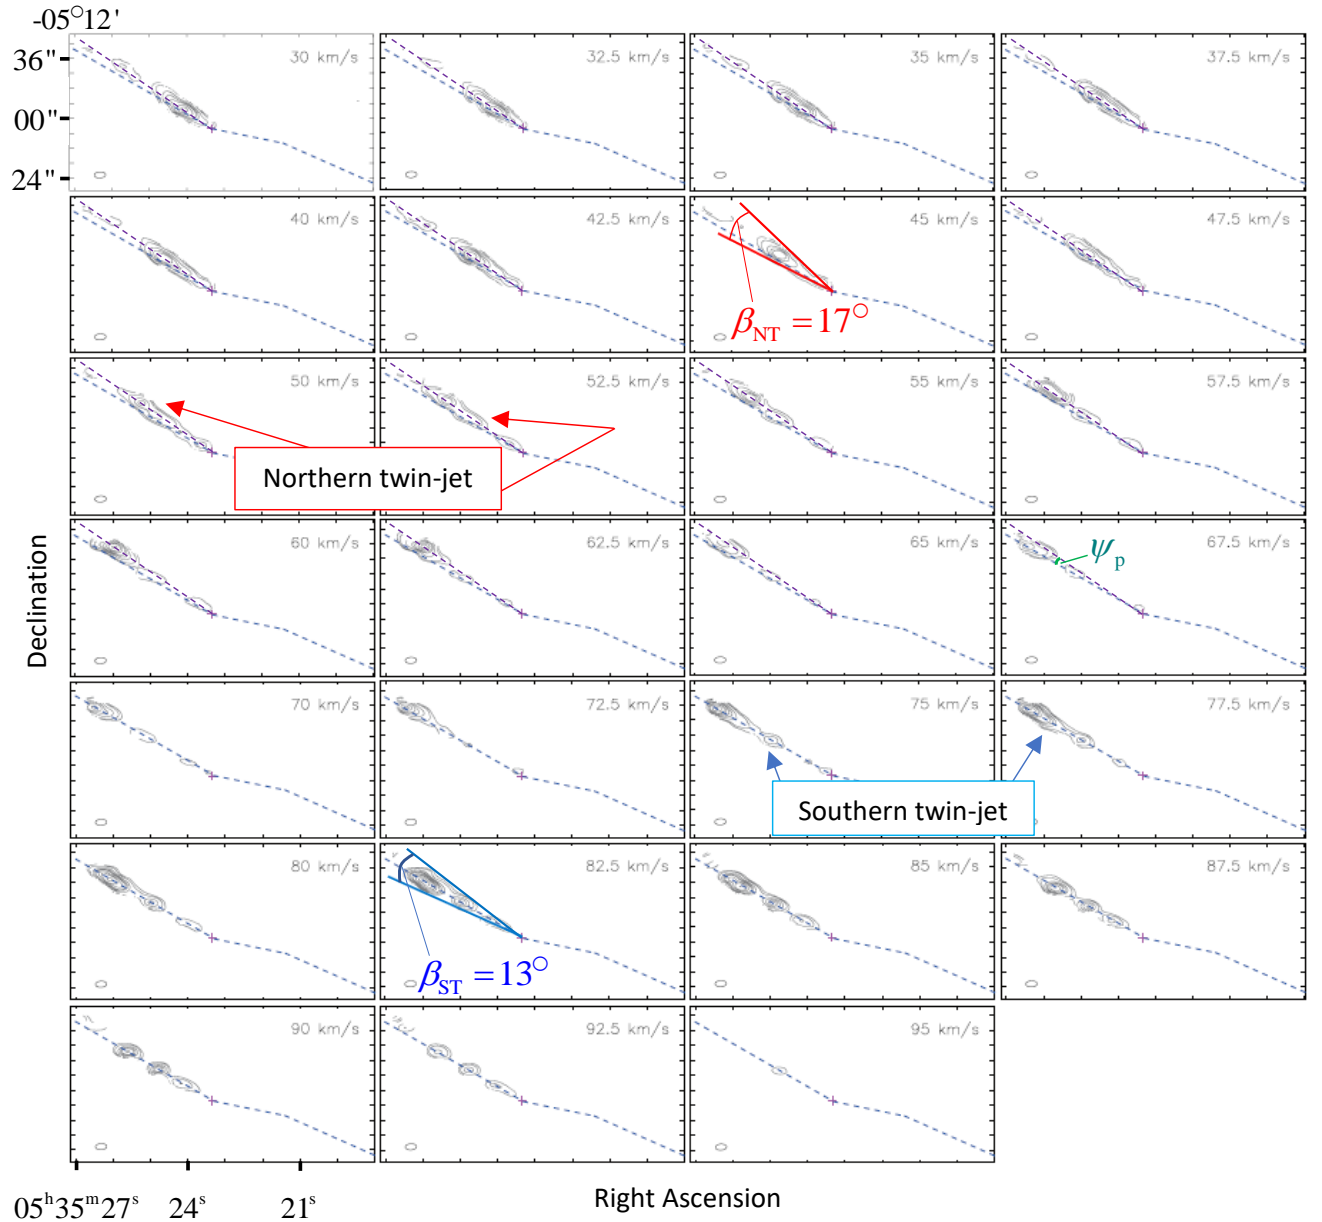 -05○12'
36"
00"
24"
30 km/s
32.5 km/s
35 km/s
37.5 km/s
40 km/s
42.5 km/s
45 km/s
47.5 km/s
βNT = 17○
50 km/s
52.5 km/s
55 km/s
57.5 km/s
Northern twin-jet
60 km/s
62.5 km/s
65 km/s
67.5 km/s
ψp
Declination
70 km/s
72.5 km/s
75 km/s
77.5 km/s
Southern twin-jet
80 km/s
82.5 km/s
85 km/s
87.5 km/s
βST = 13○
90 km/s
92.5 km/s
95 km/s
05h35m27s 24s 21s
Right Ascension